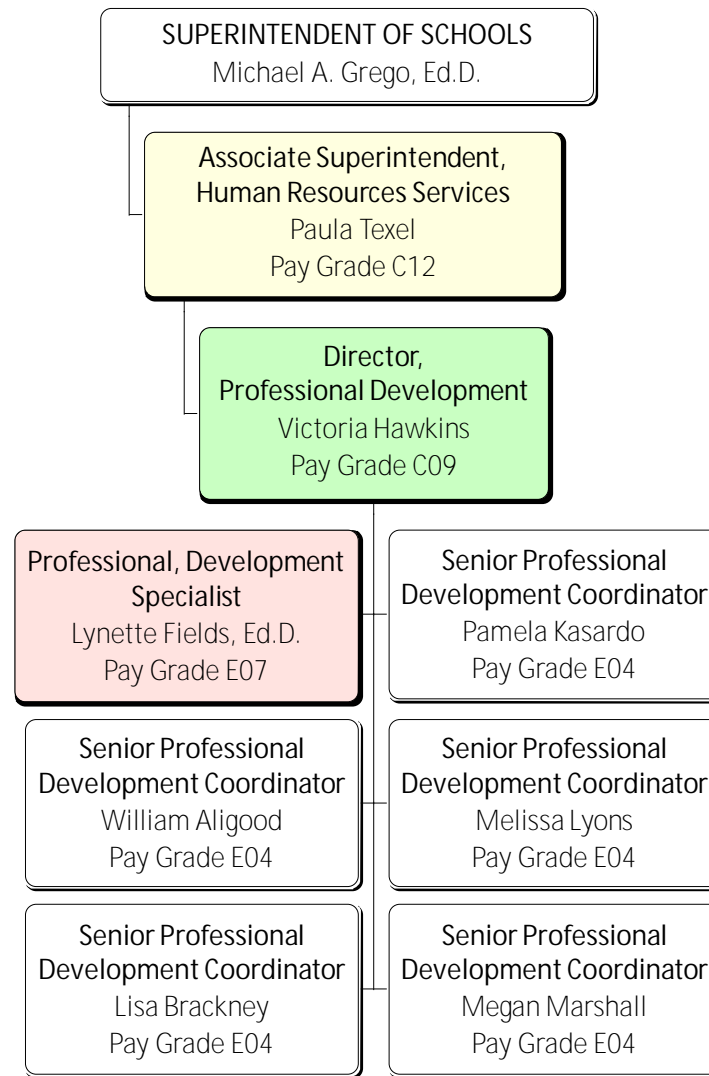 SUPERINTENDENT OF SCHOOLS
Michael A. Grego, Ed.D.
Associate Superintendent,
Human Resources Services
Paula Texel
Pay Grade C12
Director,
Professional Development
Victoria Hawkins
Pay Grade C09
Professional, Development
Specialist
Lynette Fields, Ed.D.
Pay Grade E07
Senior Professional
Development Coordinator
Pamela Kasardo
Pay Grade E04
Senior Professional
Development Coordinator
William Aligood
Pay Grade E04
Senior Professional
Development Coordinator
Melissa Lyons
Pay Grade E04
Senior Professional
Development Coordinator
Lisa Brackney
Pay Grade E04
Senior Professional
Development Coordinator
Megan Marshall
Pay Grade E04